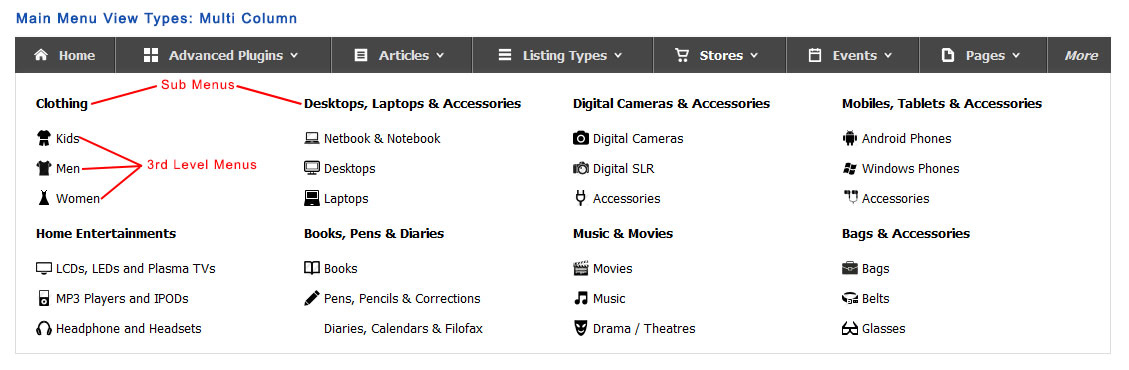 Main Menu View Types: Multi Column
Home Advanced Plugins Articles Listing Types Stores Events Pages More
Sub Menus
Clothing Desktops, Laptops & Accessories Digital Cameras & Accessories Mobiles, Tablets & Accessories
Kids Netbook & Notebook Digital Cameras Android Phones
3rd Level Menus
Men Desktops Digital SLR Windows Phones
Women Laptops Accessories Accessories
Home Entertainments Books, Pens & Diaries Music & Movies Bags & Accessories
LCDs, LEDs and Plasma TVs Books Movies Bags
MP3 Players and IPODs Pens, Pencils & Corrections Music Belts
Headphone and Headsets Diaries, Calendars & Filofax Drama / Theatres Glasses